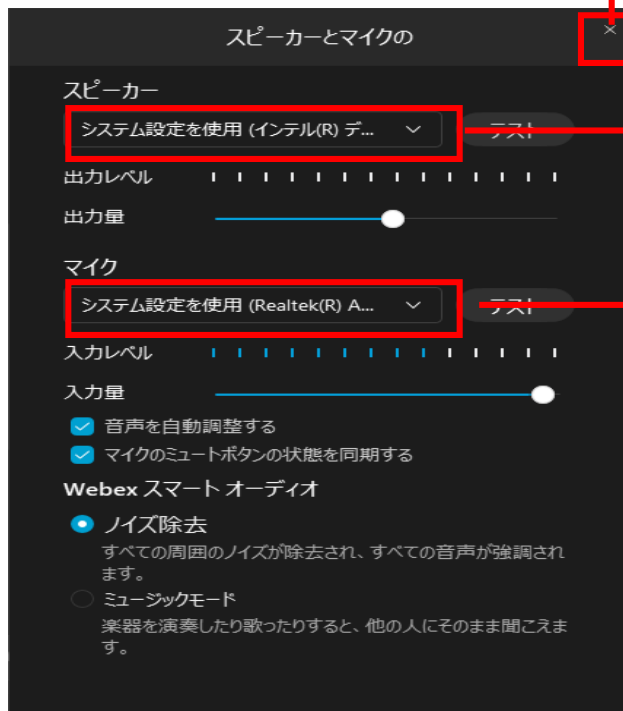 スピーカーとマイクの
×
スピーカー
システム設定を使用 (インテル(R) デ... テスト
出力レベル
出力量
マイク
システム設定を使用 (Realtek(R) A... テスト
入力レベル
入力量
音声を自動調整する
マイクのミュートボタンの状態を同期する
Webex スマート オーディオ
ノイズ除去
すべての周囲のノイズが除去され、すべての音声が強調され
ます。
ミュージックモード
楽器を演奏したり歌ったりすると、他の人にそのまま聞こえま
す。